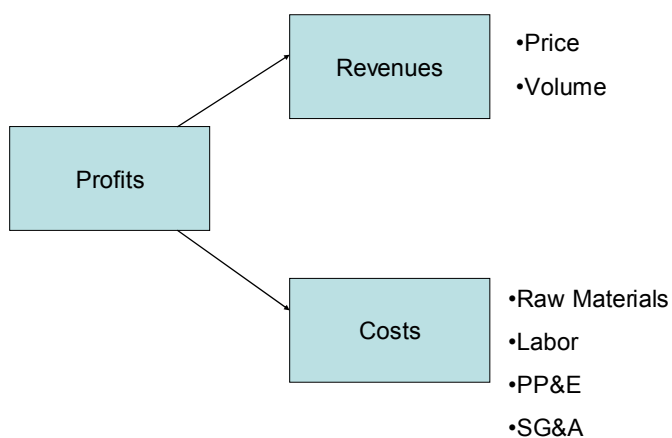 Profits
Revenues
•Price
•Volume
Costs
•Raw Materials
•Labor
•PP&E
•SG&A